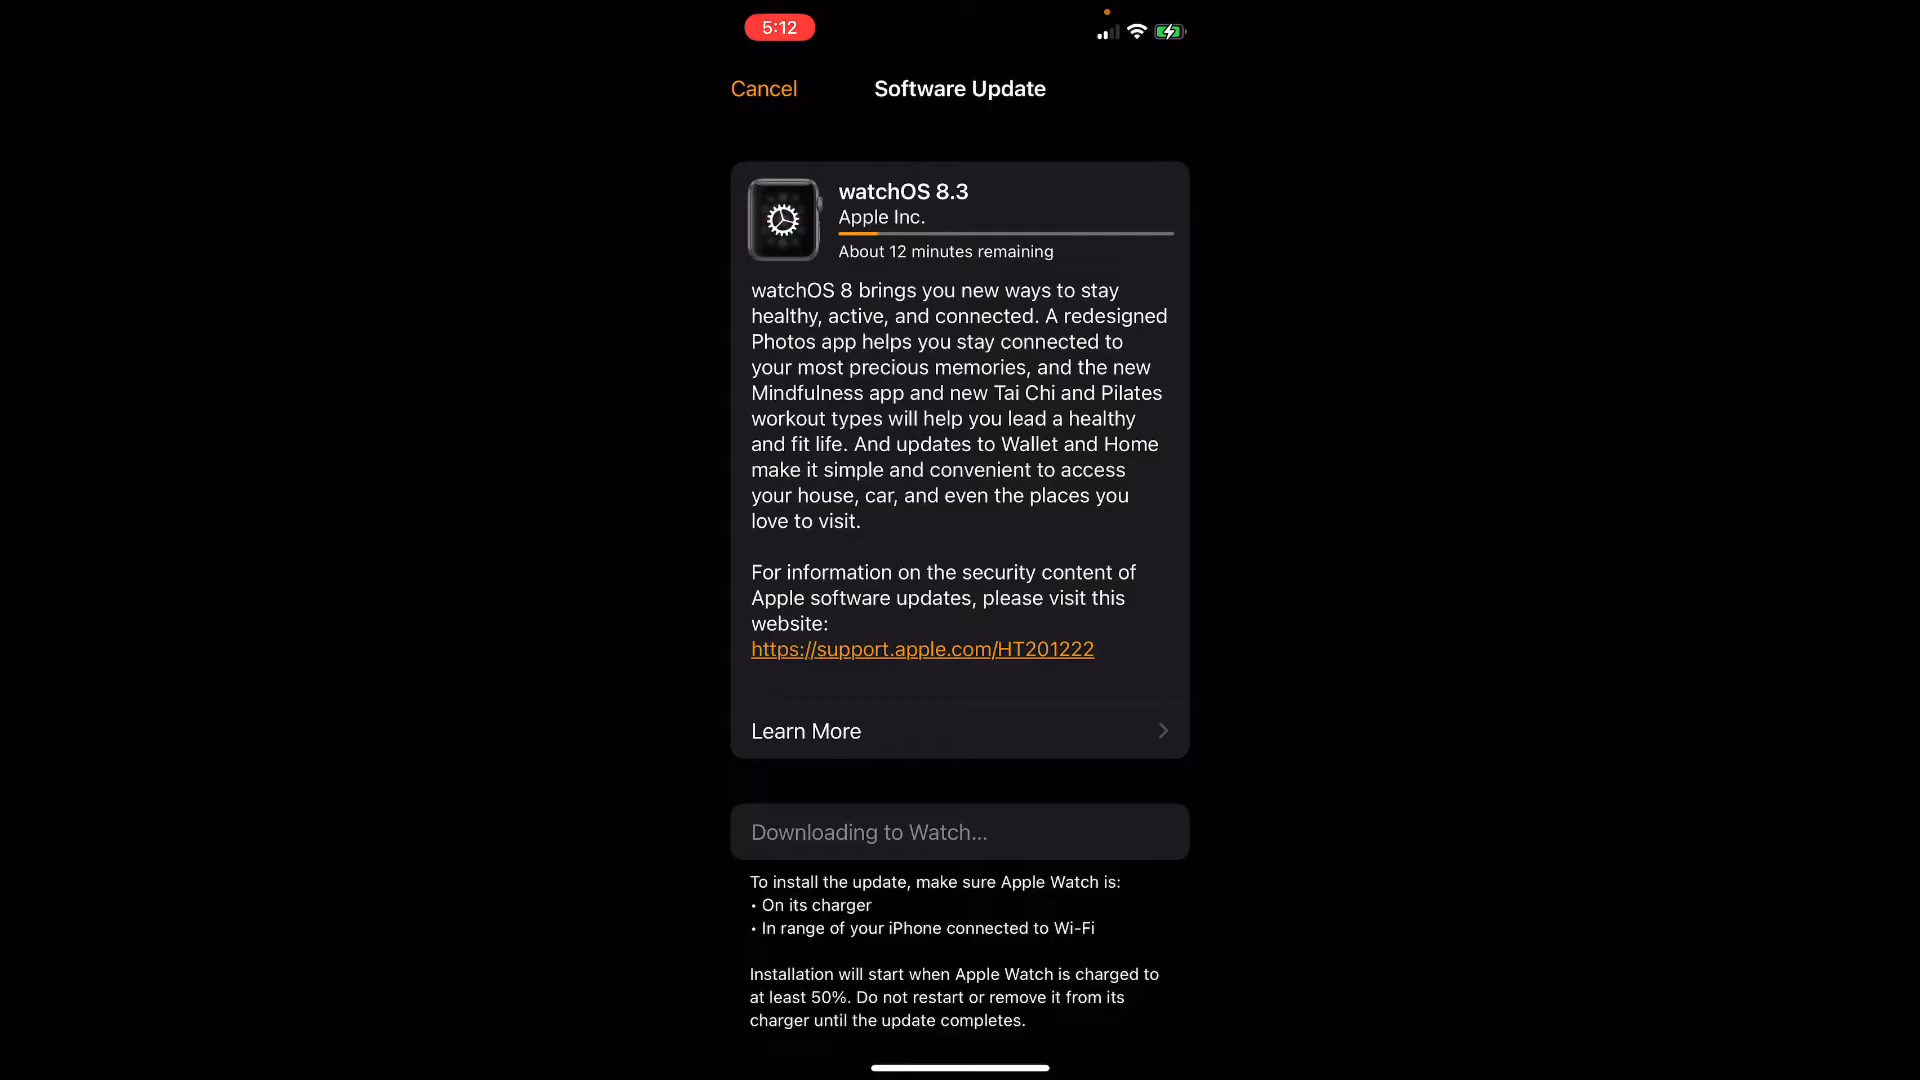 5:12
Cancel
Software Update
watchOS 8.3
Apple Inc.
About 12 minutes remaining
watchOS 8 brings you new ways to stay
healthy, active, and connected. A redesigned
Photos app helps you stay connected to
your most precious memories, and the new
Mindfulness app and new Tai Chi and Pilates
workout types will help you lead a healthy
and fit life. And updates to Wallet and Home
make it simple and convenient to access
your house, car, and even the places you
love to visit.
For information on the security content of
Apple software updates, please visit this
website:
https://support.apple.com/HT201222
Learn More
Downloading to Watch...
To install the update, make sure Apple Watch is:
• On its charger
• In range of your iPhone connected to Wi-Fi
Installation will start when Apple Watch is charged to
at least 50%. Do not restart or remove it from its
charger until the update completes.